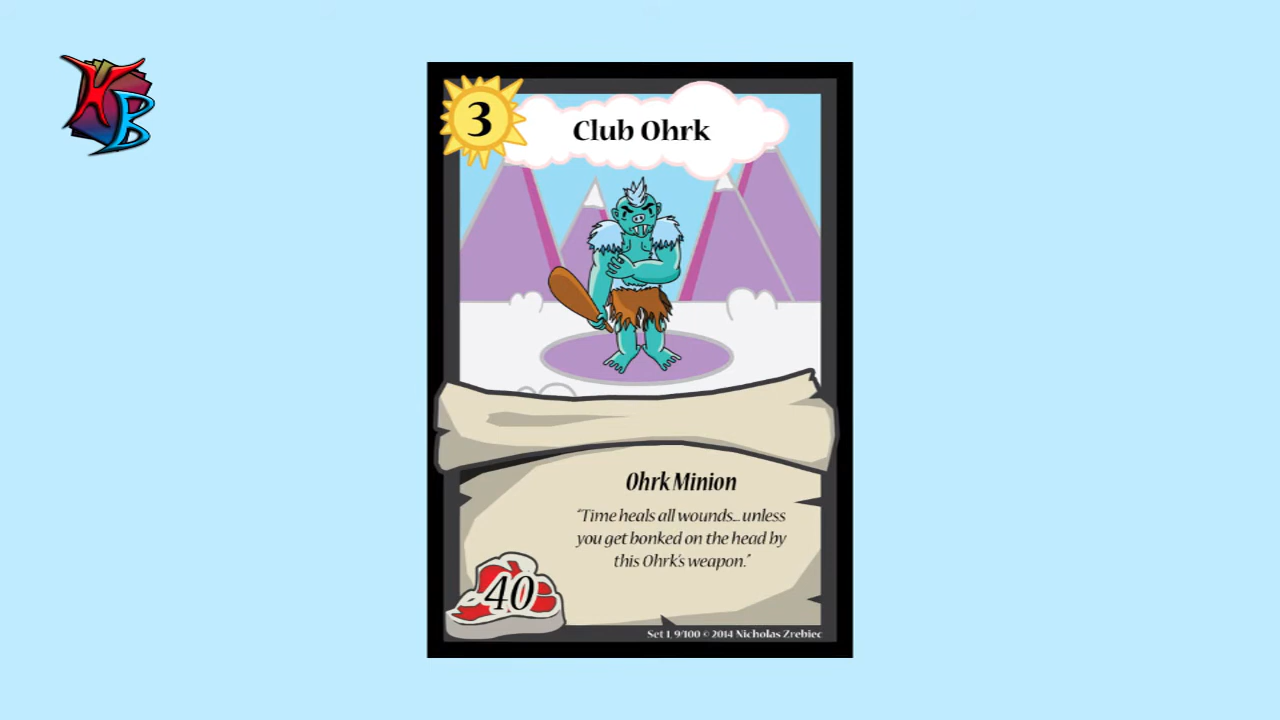 KB
3
Club Ohrk
Ohrk Minion
"Time heals all wounds...unless
you get bonked on the head by
this Ohrk's weapon."
40
Set 1, 9/100 © 2014 Nicholas Zrebiec